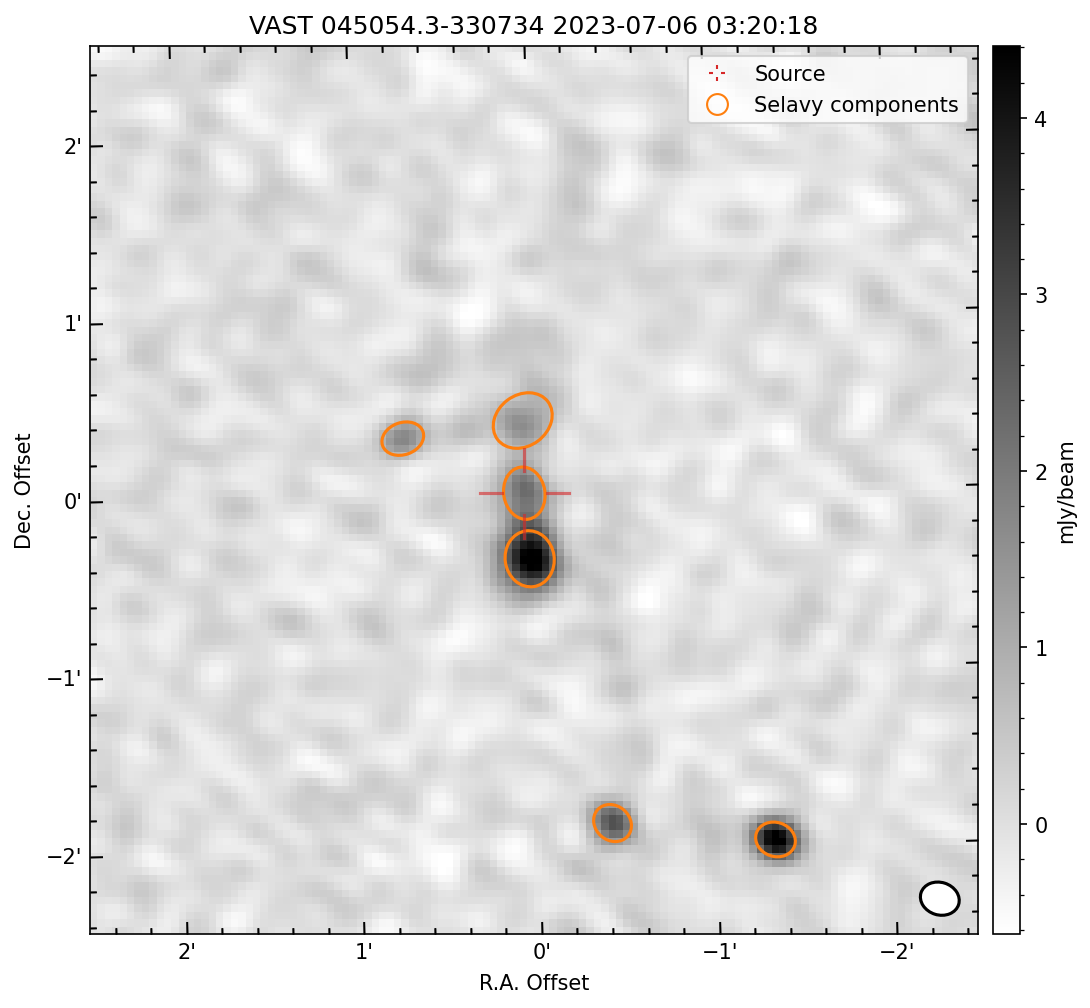 VAST 045054.3-330734 2023-07-06 03:20:18
Source
Selavy components
2'
1'
0'
−1'
−2'
Dec. Offset
2'
1'
0'
−1'
−2'
R.A. Offset
4
3
2
1
0
mJy/beam